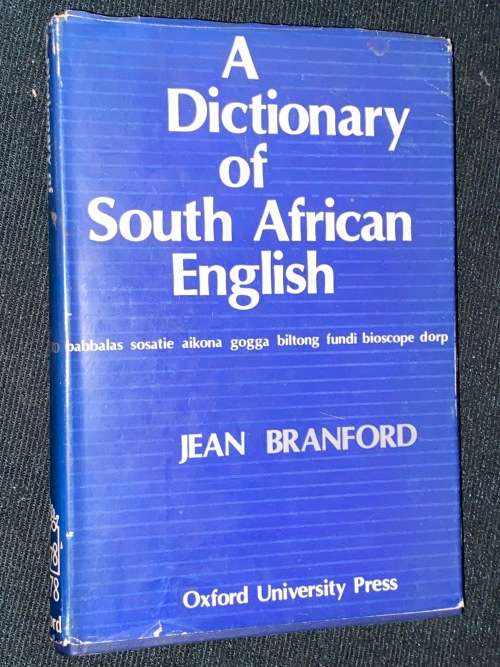 A
Dictionary
of
South African
English
babbalas sosatie aikona gogga biltong fundi bioscope dorp
JEAN BRANFORD
Oxford University Press